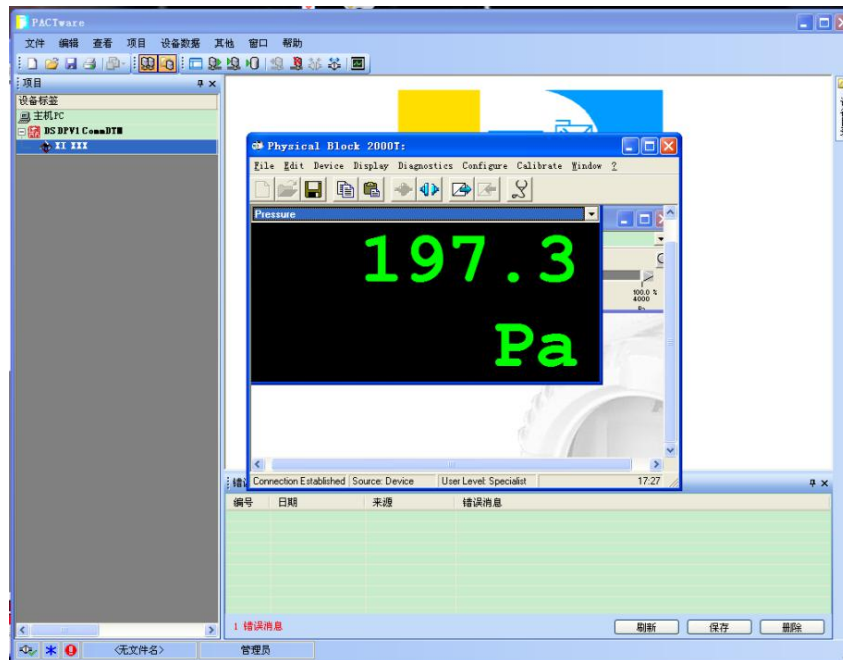 PACTware
文件 编辑 查看 项目 设备数据 其他 窗口 帮助
项目
设备标签
主机PC
DS DPV1 CommDTM
XI XXX
Physical Block 2000T:
File Edit Device Display Diagnostics Configure Calibrate Window ?
Pressure
197.3
Pa
100.0 %
4000
Connection Established Source: Device User Level: Specialist 17:27
编号 日期 来源 错误消息
1 错误消息
刷新 保存 删除
<无文件名> 管理员